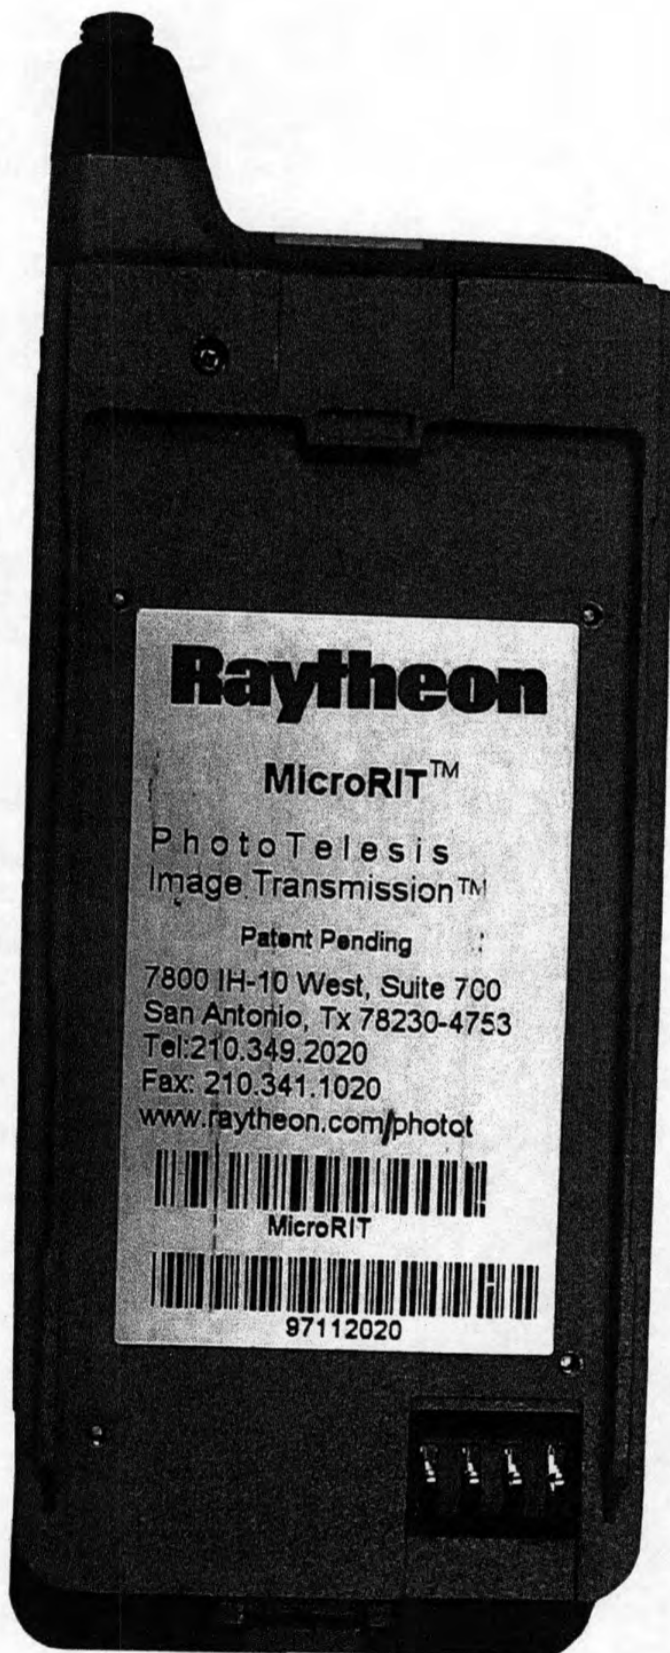 Raytheon
MicroRIT™
PhotoTelesis
Image Transmission™
Patent Pending
7800 IH-10 West, Suite 700
San Antonio, Tx 78230-4753
Tel:210.349.2020
Fax: 210.341.1020
www.raytheon.com/photot
MicroRIT
97112020